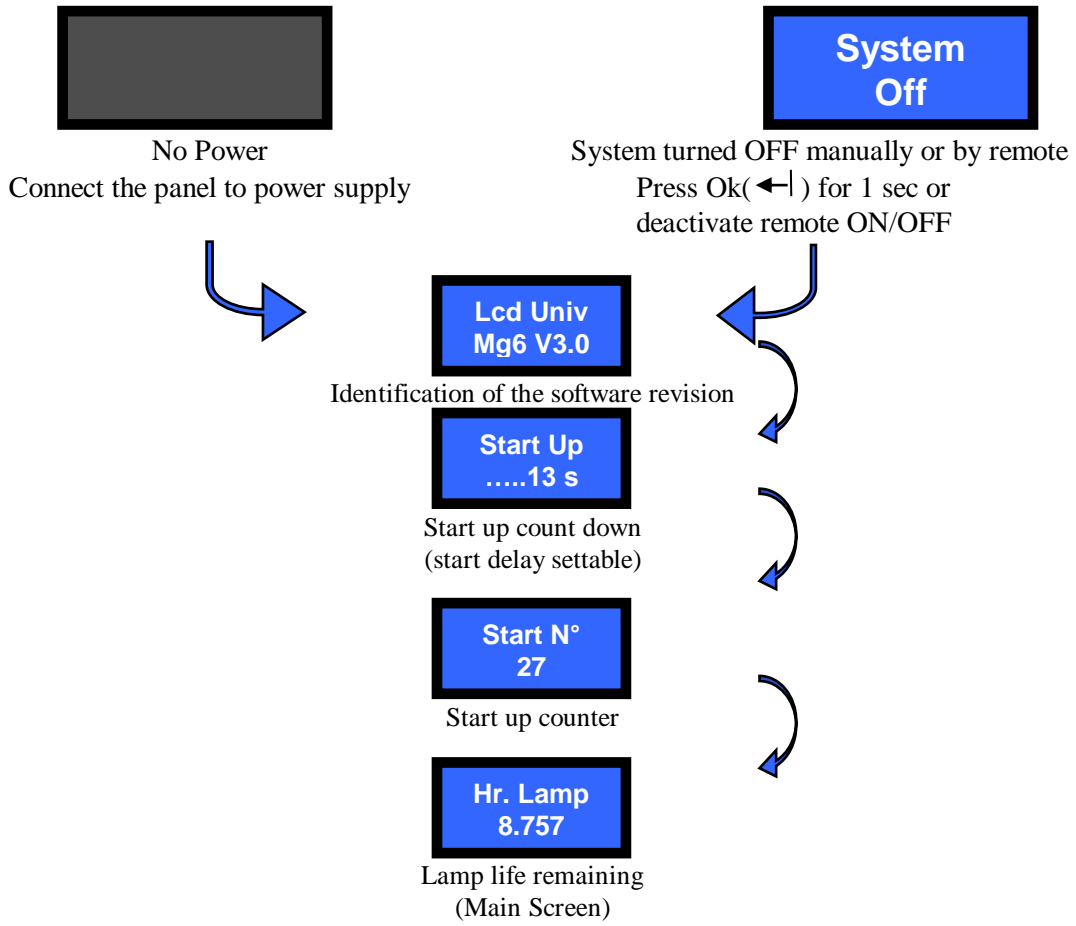 System
Off
No Power
Connect the panel to power supply
System turned OFF manually or by remote
Press Ok( ) for 1 sec or
deactivate remote ON/OFF
Lcd Univ
Mg6 V3.0
Identification of the software revision
Start Up
…..13 s
Start up count down
(start delay settable)
Start N°
27
Start up counter
Hr. Lamp
8.757
Lamp life remaining
(Main Screen)